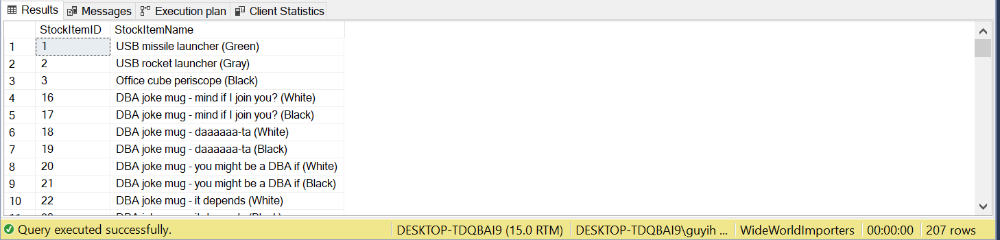 Results Messages Execution plan Client Statistics
StockItemID StockItemName
1 1 USB missile launcher (Green)
2 2 USB rocket launcher (Gray)
3 3 Office cube periscope (Black)
4 16 DBA joke mug - mind if I join you? (White)
5 17 DBA joke mug - mind if I join you? (Black)
6 18 DBA joke mug - daaaaaa-ta (White)
7 19 DBA joke mug - daaaaaa-ta (Black)
8 20 DBA joke mug - you might be a DBA if (White)
9 21 DBA joke mug - you might be a DBA if (Black)
10 22 DBA joke mug - it depends (White)
Query executed successfully. DESKTOP-TDQBAI9 (15.0 RTM) DESKTOP-TDQBAI9\guyih ... WideWorldImporters 00:00:00 207 rows